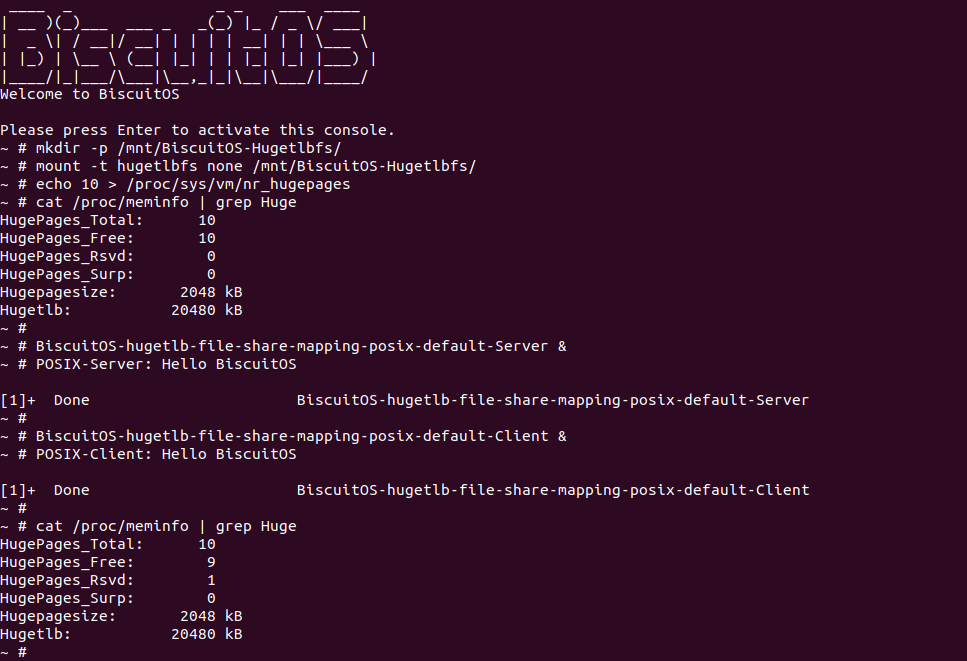 BiscuitOS
Welcome to BiscuitOS
Please press Enter to activate this console.
~ # mkdir -p /mnt/BiscuitOS-Hugetlbfs/
~ # mount -t hugetlbfs none /mnt/BiscuitOS-Hugetlbfs/
~ # echo 10 > /proc/sys/vm/nr_hugepages
~ # cat /proc/meminfo | grep Huge
HugePages_Total:      10
HugePages_Free:       10
HugePages_Rsvd:        0
HugePages_Surp:        0
Hugepagesize:       2048 kB
Hugetlb:           20480 kB
~ #
~ # BiscuitOS-hugetlb-file-share-mapping-posix-default-Server &
~ # POSIX-Server: Hello BiscuitOS
[1]+  Done                       BiscuitOS-hugetlb-file-share-mapping-posix-default-Server
~ #
~ # BiscuitOS-hugetlb-file-share-mapping-posix-default-Client &
~ # POSIX-Client: Hello BiscuitOS
[1]+  Done                       BiscuitOS-hugetlb-file-share-mapping-posix-default-Client
~ #
~ # cat /proc/meminfo | grep Huge
HugePages_Total:      10
HugePages_Free:        9
HugePages_Rsvd:        1
HugePages_Surp:        0
Hugepagesize:       2048 kB
Hugetlb:           20480 kB
~ #